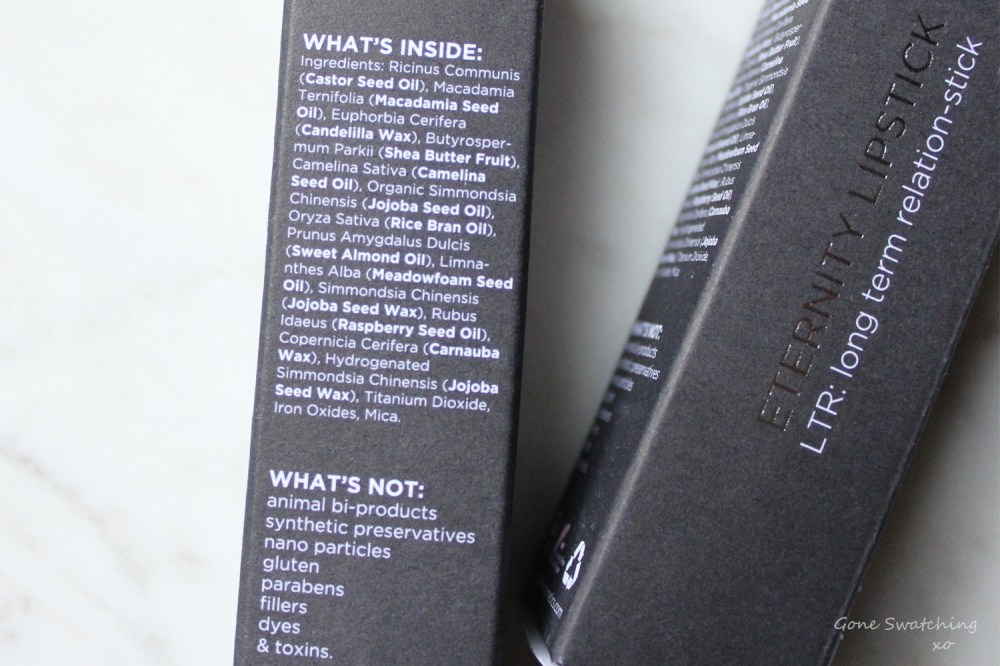 WHAT'S INSIDE:
Ingredients: Ricinus Communis
(Castor Seed Oil), Macadamia
Ternifolia (Macadamia Seed
Oil), Euphorbia Cerifera
(Candelilla Wax), Butyrosper-
mum Parkii (Shea Butter Fruit),
Camelina Sativa (Camelina
Seed Oil), Organic Simmondsia
Chinensis (Jojoba Seed Oil),
Oryza Sativa (Rice Bran Oil),
Prunus Amygdalus Dulcis
(Sweet Almond Oil), Limna-
nthes Alba (Meadowfoam Seed
Oil), Simmondsia Chinensis
(Jojoba Seed Wax), Rubus
Idaeus (Raspberry Seed Oil),
Copernicia Cerifera (Carnauba
Wax), Hydrogenated
Simmondsia Chinensis (Jojoba
Seed Wax), Titanium Dioxide,
Iron Oxides, Mica.
WHAT'S NOT:
animal bi-products
synthetic preservatives
nano particles
gluten
parabens
fillers
dyes
& toxins.
ETERNITY LIPSTICK
LTR: long term relation-stick
WHAT'S NOT:
Gone Swatching
xo